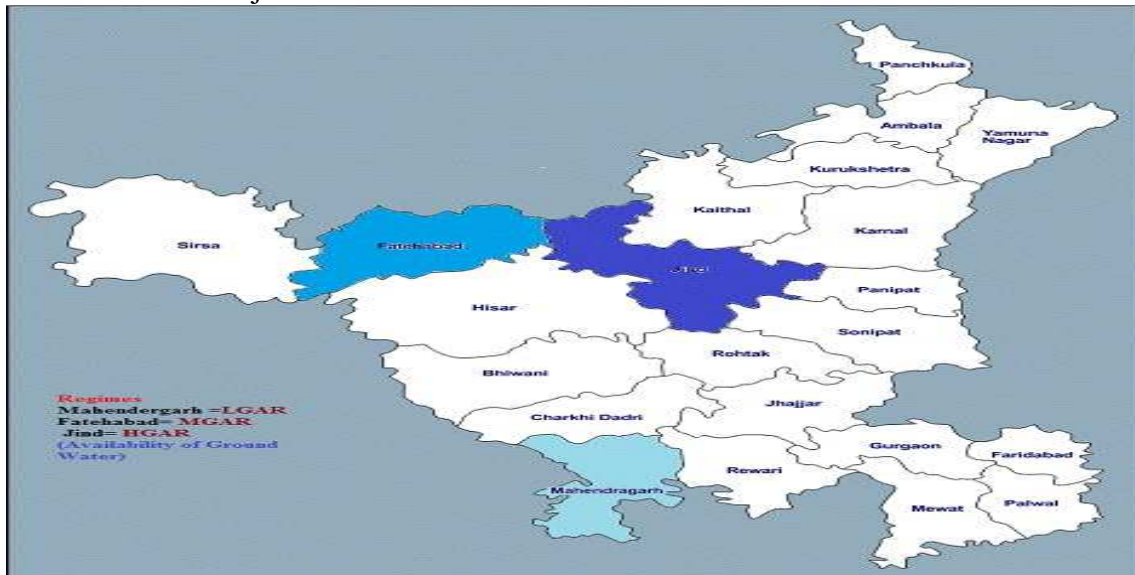 Panchkula
Ambala
Yamuna
Nagar
Kurukshetra
Kaithal
Karnal
Sirsa
Fatehabad
Jind
Panipat
Hisar
Sonipat
Rohtak
Bhiwani
Jhajjar
Charkhi Dadri
Gurgaon
Faridabad
Rewari
Mahendragarh
Mewat
Palwal
Regimes
Mahendergarh =LGAR
Fatehabad= MGAR
Jind= HGAR
(Availability of Ground
Water)